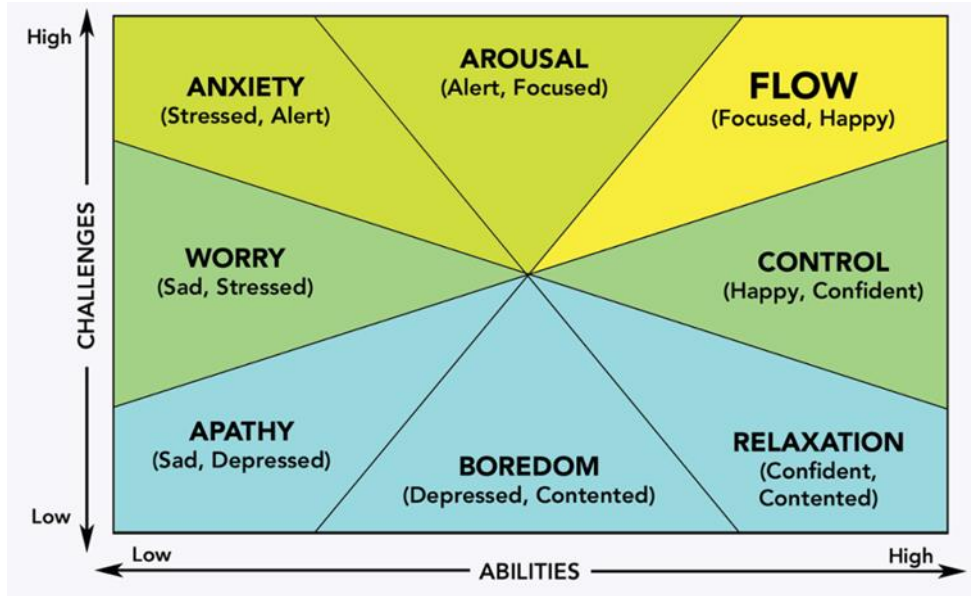 High
ANXIETY
(Stressed, Alert)
AROUSAL
(Alert, Focused)
FLOW
(Focused, Happy)
CHALLENGES
WORRY
(Sad, Stressed)
CONTROL
(Happy, Confident)
APATHY
(Sad, Depressed)
BOREDOM
(Depressed, Contented)
RELAXATION
(Confident,
Contented)
Low
Low
ABILITIES
High